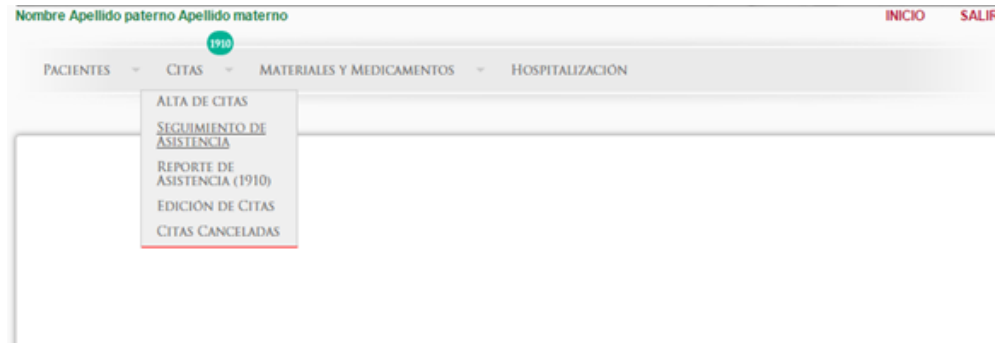 Nombre Apellido paterno Apellido materno
INICIO SALIR
1910
PACIENTES CITAS MATERIALES Y MEDICAMENTOS HOSPITALIZACIÓN
ALTA DE CITAS
SEGUIMIENTO DE
ASISTENCIA
REPORTE DE
ASISTENCIA (1910)
EDICIÓN DE CITAS
CITAS CANCELADAS